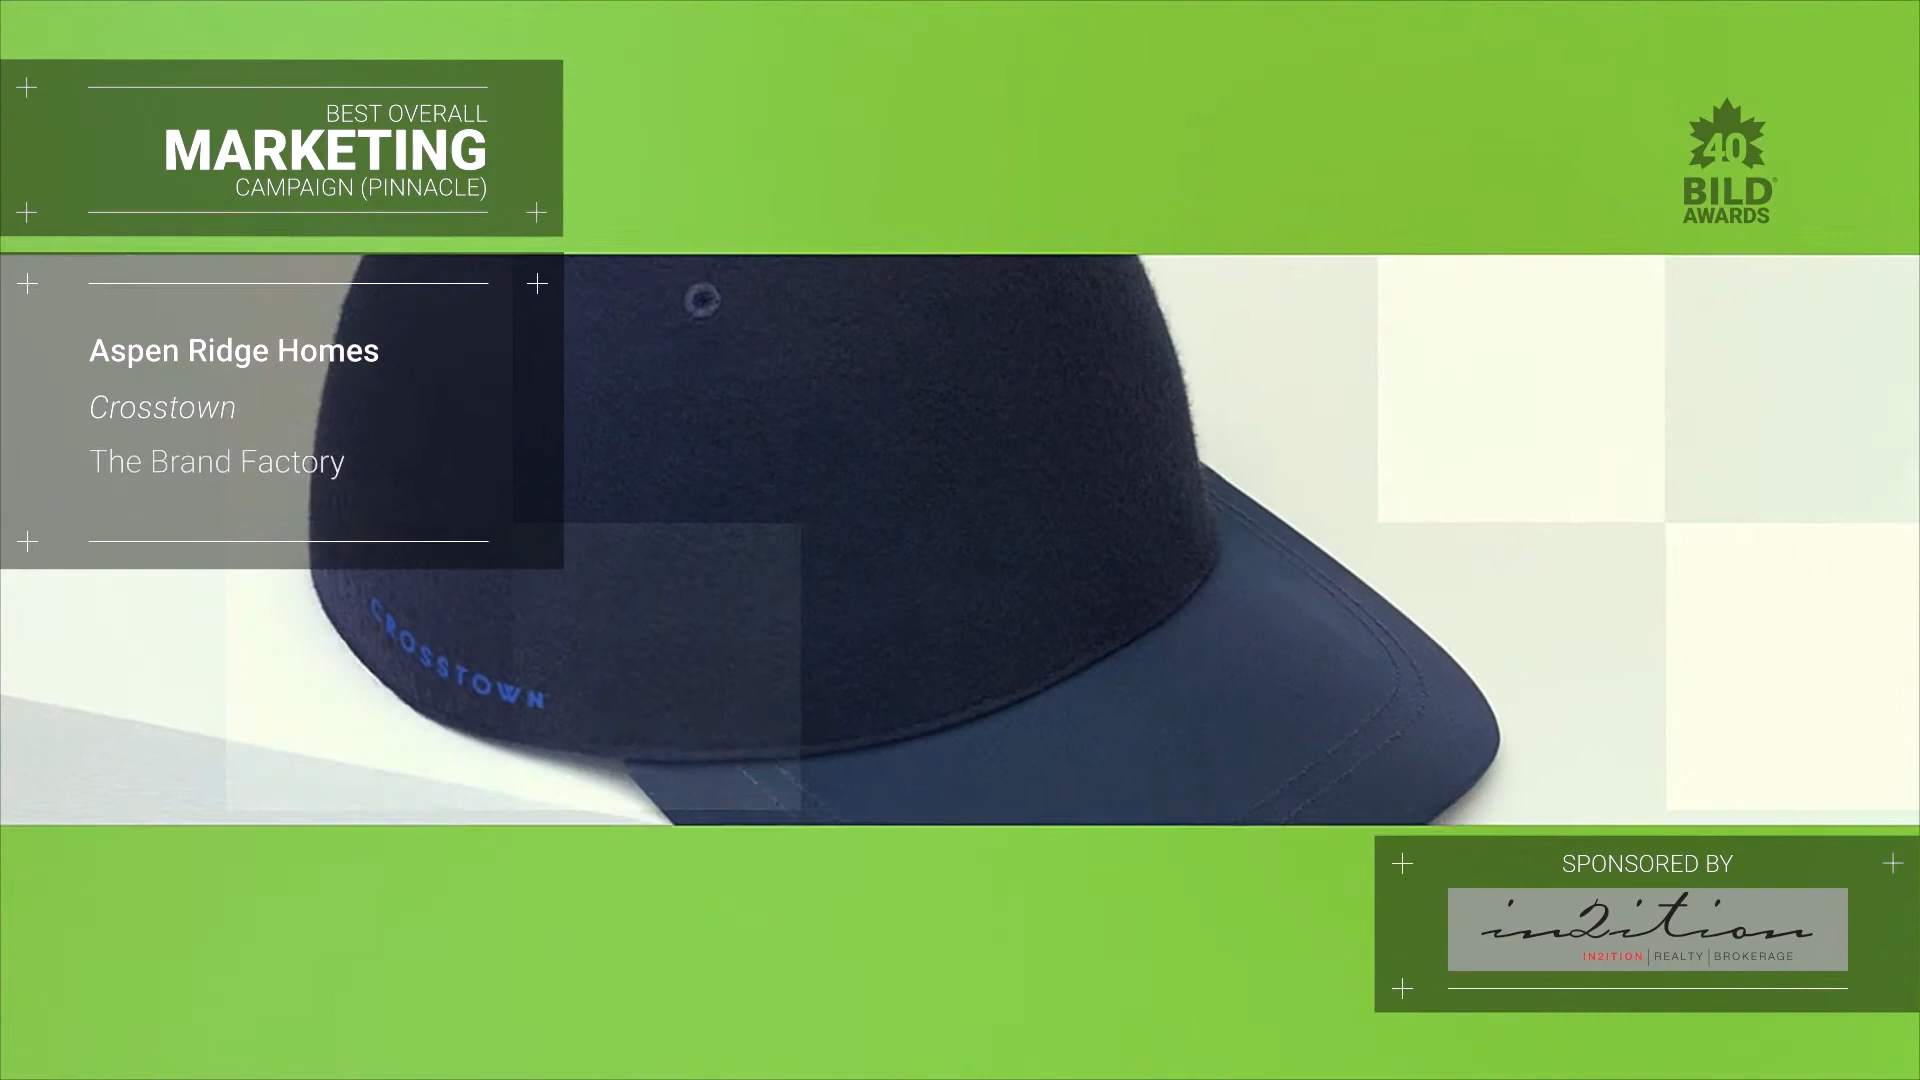 BEST OVERALL
MARKETING
CAMPAIGN (PINNACLE)
40
BILD®
AWARDS
Aspen Ridge Homes
Crosstown
The Brand Factory
CROSSTOWN
SPONSORED BY
in2ition
IN2ITION | REALTY | BROKERAGE